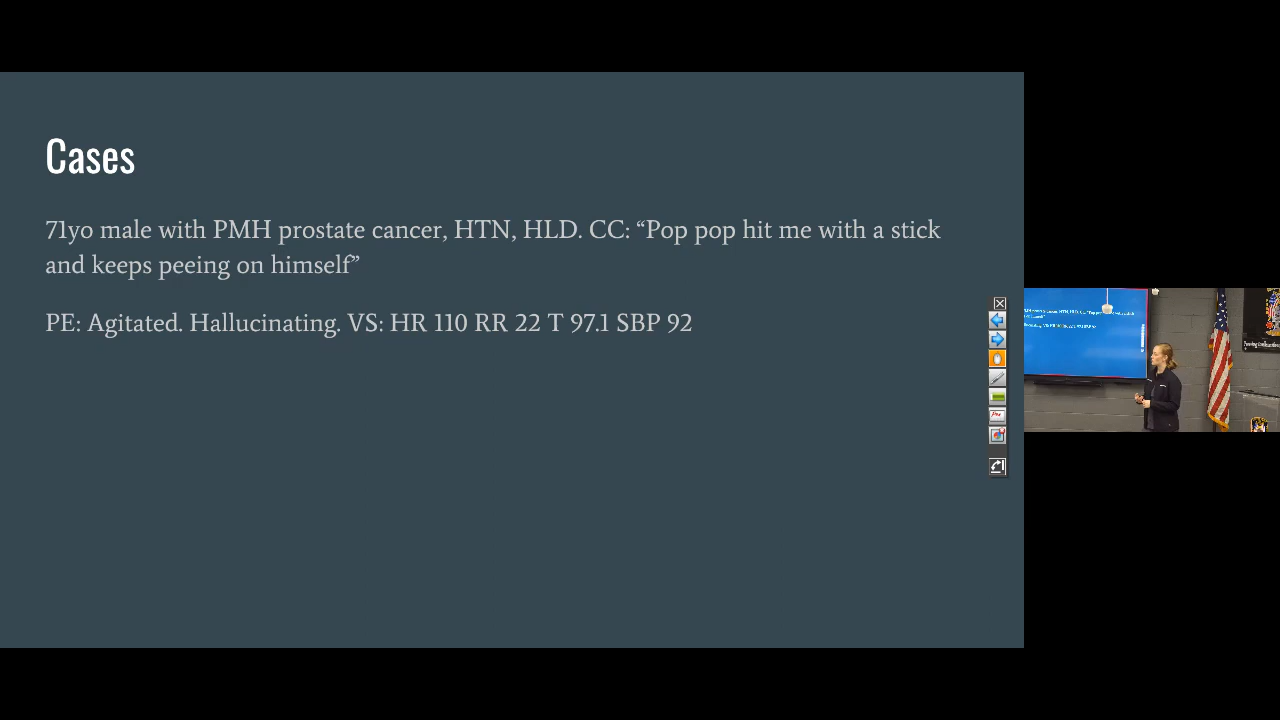 Cases
71yo male with PMH prostate cancer, HTN, HLD. CC: “Pop pop hit me with a stick
and keeps peeing on himself”
PE: Agitated. Hallucinating. VS: HR 110 RR 22 T 97.1 SBP 92